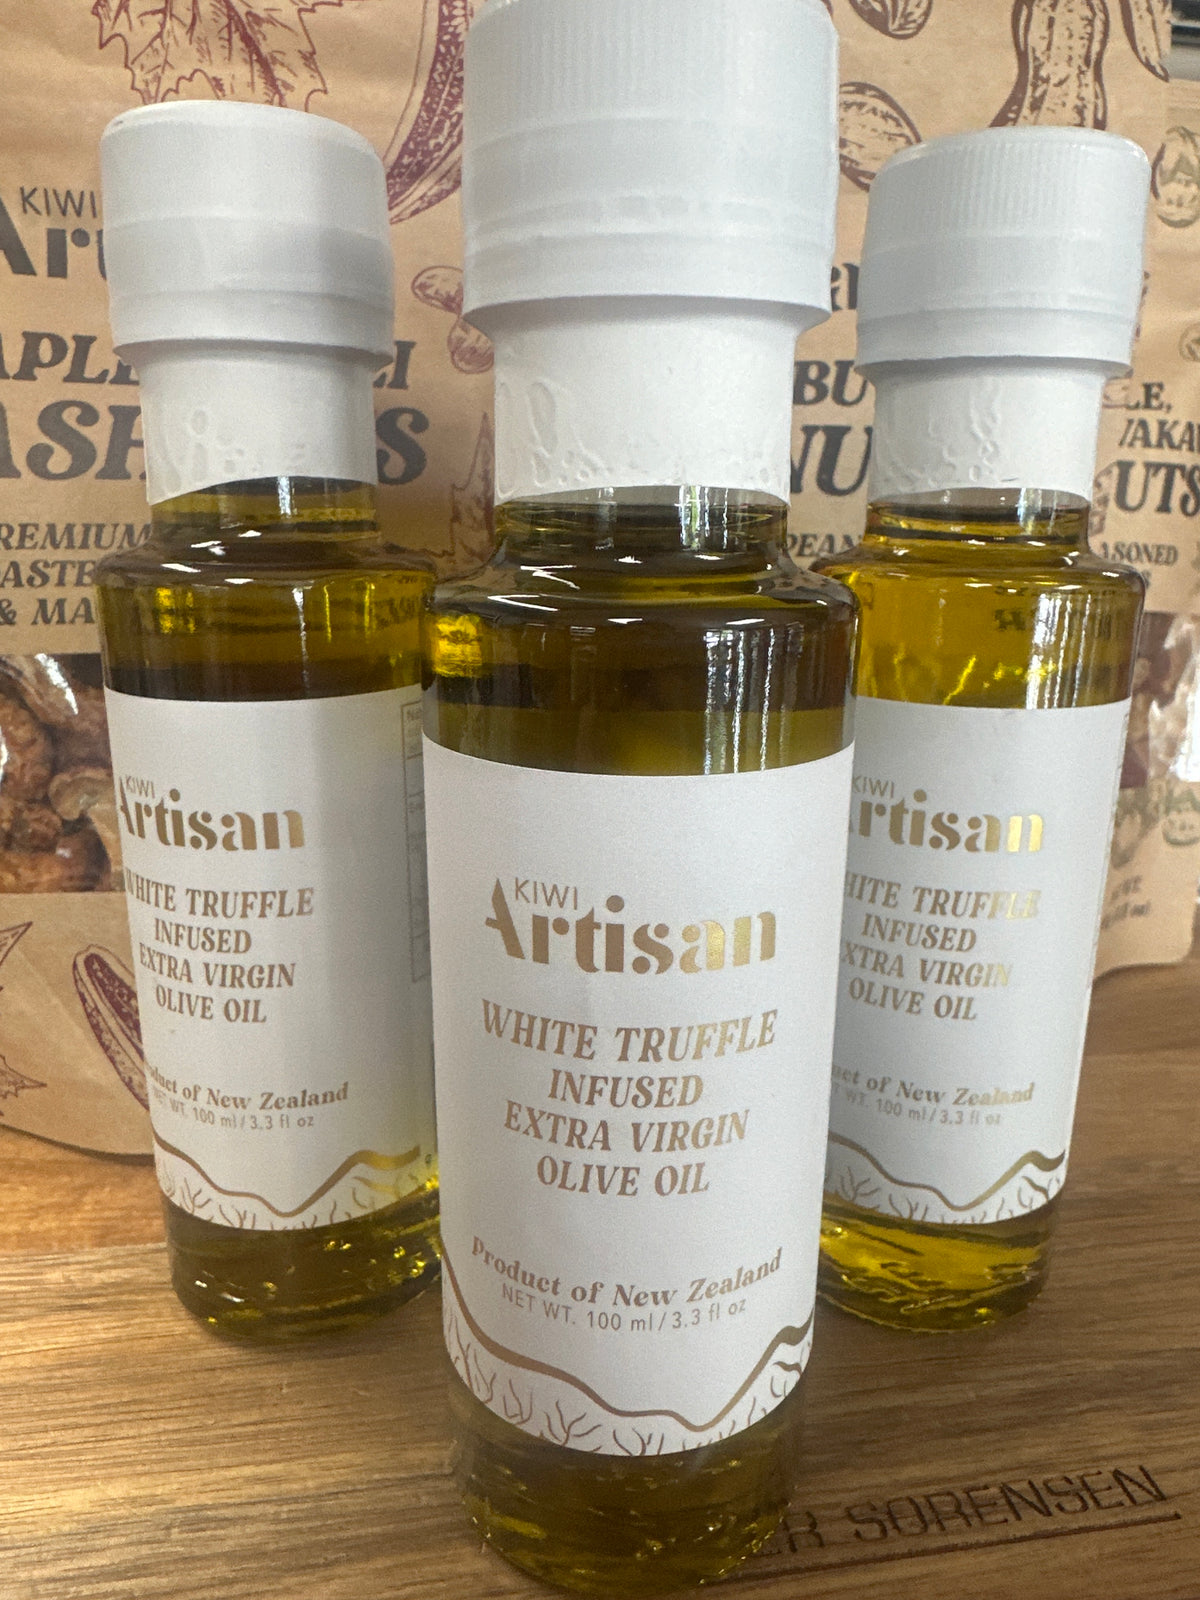 KIWI
KIWI
Artisan
WHITE TRUFFLE
INFUSED
EXTRA VIRGIN
OLIVE OIL
Product of New Zealand
NET WT. 100 ml / 3.3 fl oz
KIWI
Artisan
WHITE TRUFFLE
INFUSED
EXTRA VIRGIN
OLIVE OIL
Product of New Zealand
NET WT. 100 ml / 3.3 fl oz
KIWI
Artisan
WHITE TRUFFLE
INFUSED
EXTRA VIRGIN
OLIVE OIL
of New Zealand
WT. 100 ml / 3.3 fl oz
SORENSEN